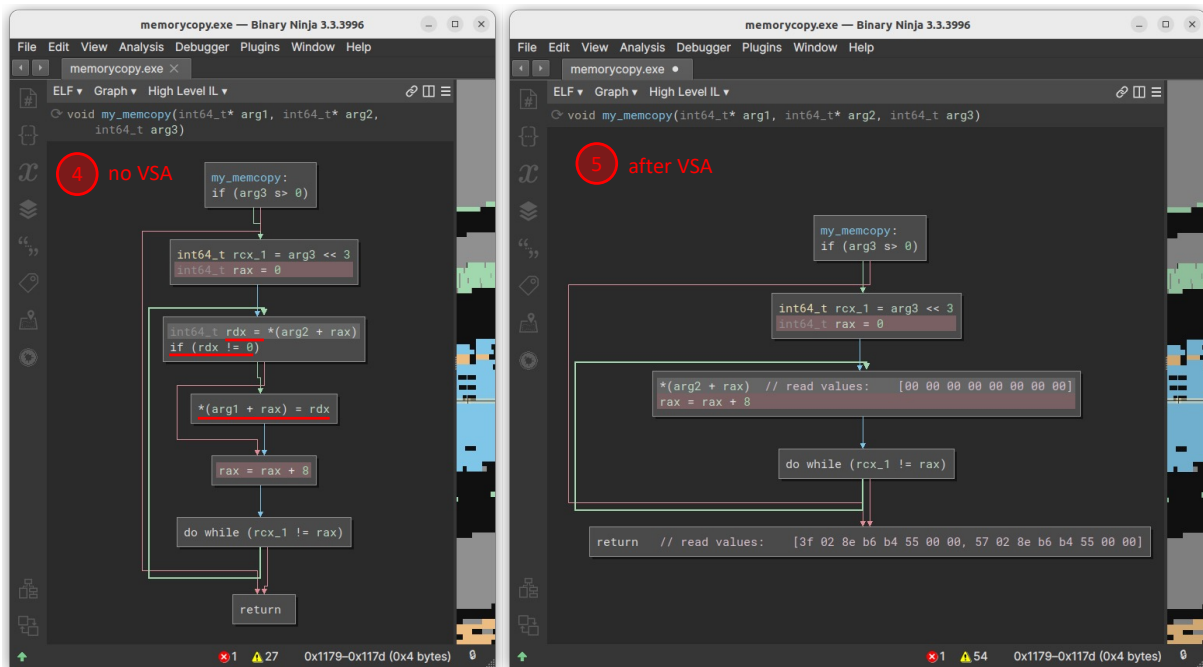 memorycopy.exe — Binary Ninja 3.3.3996
File Edit View Analysis Debugger Plugins Window Help
memorycopy.exe ×
ELF ▾ Graph ▾ High Level IL ▾
void my_memcopy(int64_t* arg1, int64_t* arg2,
int64_t arg3)
4 no VSA
my_memcopy:
if (arg3 s> 0)
int64_t rcx_1 = arg3 << 3
int64_t rax = 0
int64_t rdx = *(arg2 + rax)
if (rdx != 0)
*(arg1 + rax) = rdx
rax = rax + 8
do while (rcx_1 != rax)
return
1 27 0x1179–0x117d (0x4 bytes)
memorycopy.exe — Binary Ninja 3.3.3996
File Edit View Analysis Debugger Plugins Window Help
memorycopy.exe •
ELF ▾ Graph ▾ High Level IL ▾
void my_memcopy(int64_t* arg1, int64_t* arg2, int64_t arg3)
5 after VSA
my_memcopy:
if (arg3 s> 0)
int64_t rcx_1 = arg3 << 3
int64_t rax = 0
*(arg2 + rax) // read values: [00 00 00 00 00 00 00 00]
rax = rax + 8
do while (rcx_1 != rax)
return // read values: [3f 02 8e b6 b4 55 00 00, 57 02 8e b6 b4 55 00 00]
1 54 0x1179–0x117d (0x4 bytes)